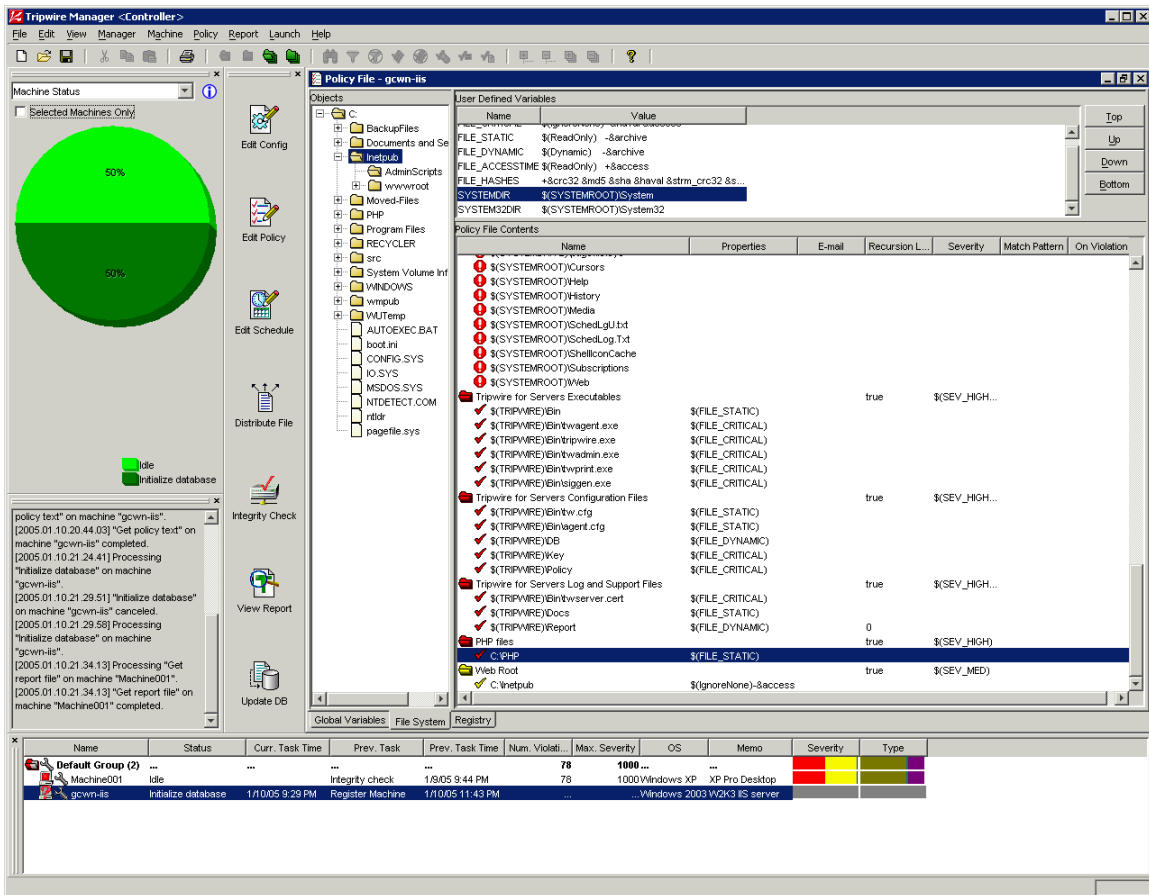 Tripwire Manager <Controller>
File Edit View Manager Machine Policy Report Launch Help
Machine Status
Selected Machines Only
50%
50%
Idle
Initialize database
policy text" on machine "gcwn-iis".
[2005.01.10.20.44.03] "Get policy text" on
machine "gcwn-iis" completed.
[2005.01.10.21.24.41] Processing
"Initialize database" on machine
"gcwn-iis".
[2005.01.10.21.29.51] "Initialize database"
on machine "gcwn-iis" canceled.
[2005.01.10.21.29.58] Processing
"Initialize database" on machine
"gcwn-iis".
[2005.01.10.21.34.13] Processing "Get
report file" on machine "Machine001".
[2005.01.10.21.34.13] "Get report file" on
machine "Machine001" completed.
Edit Config
Edit Policy
Edit Schedule
Distribute File
Integrity Check
View Report
Update DB
Policy File - gcwn-iis
Objects
C:
BackupFiles
Documents and Se
Inetpub
AdminScripts
wwwroot
Moved-Files
PHP
Program Files
RECYCLER
src
System Volume Inf
WINDOWS
wmpub
WUTemp
AUTOEXEC.BAT
boot.ini
CONFIG.SYS
IO.SYS
MSDOS.SYS
NTDETECT.COM
ntldr
pagefile.sys
User Defined Variables
Name Value
FILE_STATIC $(ReadOnly) -&archive
FILE_DYNAMIC $(Dynamic) -&archive
FILE_ACCESSTIME $(ReadOnly) +&access
FILE_HASHES +&crc32 &md5 &sha &haval &strm_crc32 &s...
SYSTEMDIR $(SYSTEMROOT)\System
SYSTEM32DIR $(SYSTEMROOT)\System32
Top
Up
Down
Bottom
Policy File Contents
Name Properties E-mail Recursion L... Severity Match Pattern On Violation
$(SYSTEMROOT)\Cursors
$(SYSTEMROOT)\Help
$(SYSTEMROOT)\History
$(SYSTEMROOT)\Media
$(SYSTEMROOT)\SchedLgU.txt
$(SYSTEMROOT)\SchedLog.Txt
$(SYSTEMROOT)\ShellIconCache
$(SYSTEMROOT)\Subscriptions
$(SYSTEMROOT)\Web
Tripwire for Servers Executables true $(SEV_HIGH...
$(TRIPWIRE)\Bin $(FILE_STATIC)
$(TRIPWIRE)\Bin\twagent.exe $(FILE_CRITICAL)
$(TRIPWIRE)\Bin\tripwire.exe $(FILE_CRITICAL)
$(TRIPWIRE)\Bin\twadmin.exe $(FILE_CRITICAL)
$(TRIPWIRE)\Bin\twprint.exe $(FILE_CRITICAL)
$(TRIPWIRE)\Bin\siggen.exe $(FILE_CRITICAL)
Tripwire for Servers Configuration Files true $(SEV_HIGH...
$(TRIPWIRE)\Bin\tw.cfg $(FILE_STATIC)
$(TRIPWIRE)\Bin\agent.cfg $(FILE_STATIC)
$(TRIPWIRE)\DB $(FILE_DYNAMIC)
$(TRIPWIRE)\Key $(FILE_CRITICAL)
$(TRIPWIRE)\Policy $(FILE_CRITICAL)
Tripwire for Servers Log and Support Files true $(SEV_HIGH...
$(TRIPWIRE)\Bin\twserver.cert $(FILE_CRITICAL)
$(TRIPWIRE)\Docs $(FILE_STATIC)
$(TRIPWIRE)\Report $(FILE_DYNAMIC) 0
PHP files true $(SEV_HIGH)
C:\PHP $(FILE_STATIC)
Web Root true $(SEV_MED)
C:\Inetpub $(IgnoreNone)-&access
Global Variables File System Registry
Name Status Curr. Task Time Prev. Task Prev. Task Time Num. Violati... Max. Severity OS Memo Severity Type
Default Group (2) ... ... ... ... 78 1000 ... ...
Machine001 Idle Integrity check 1/9/05 9:44 PM 78 1000 Windows XP XP Pro Desktop
gcwn-iis Initialize database 1/10/05 9:29 PM Register Machine 1/10/05 11:43 PM ... ... Windows 2003 W2K3 IIS server